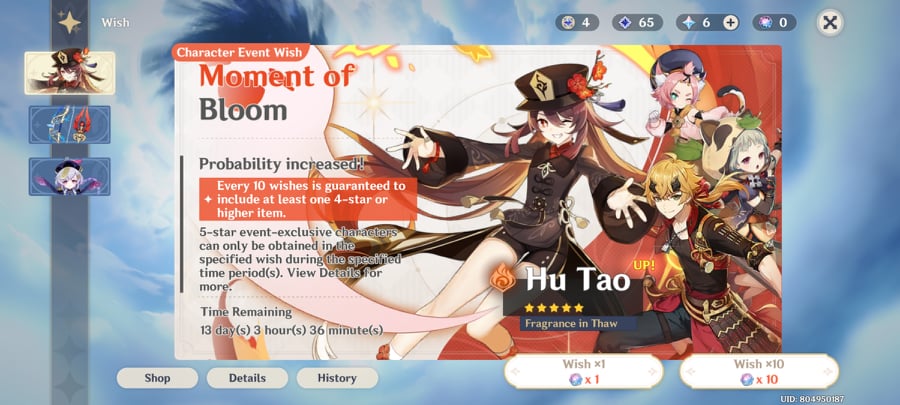 Wish
4
65
6
0
Character Event Wish
Moment of
Bloom
Probability increased!
Every 10 wishes is guaranteed to
include at least one 4-star or
higher item.
5-star event-exclusive characters
can only be obtained in the
specified wish during the specified
time period(s). View Details for
more.
Time Remaining
13 day(s) 3 hour(s) 36 minute(s)
UP!
Hu Tao
Fragrance in Thaw
Shop
Details
History
Wish ×1
x 1
Wish ×10
x 10
UID: 804950187